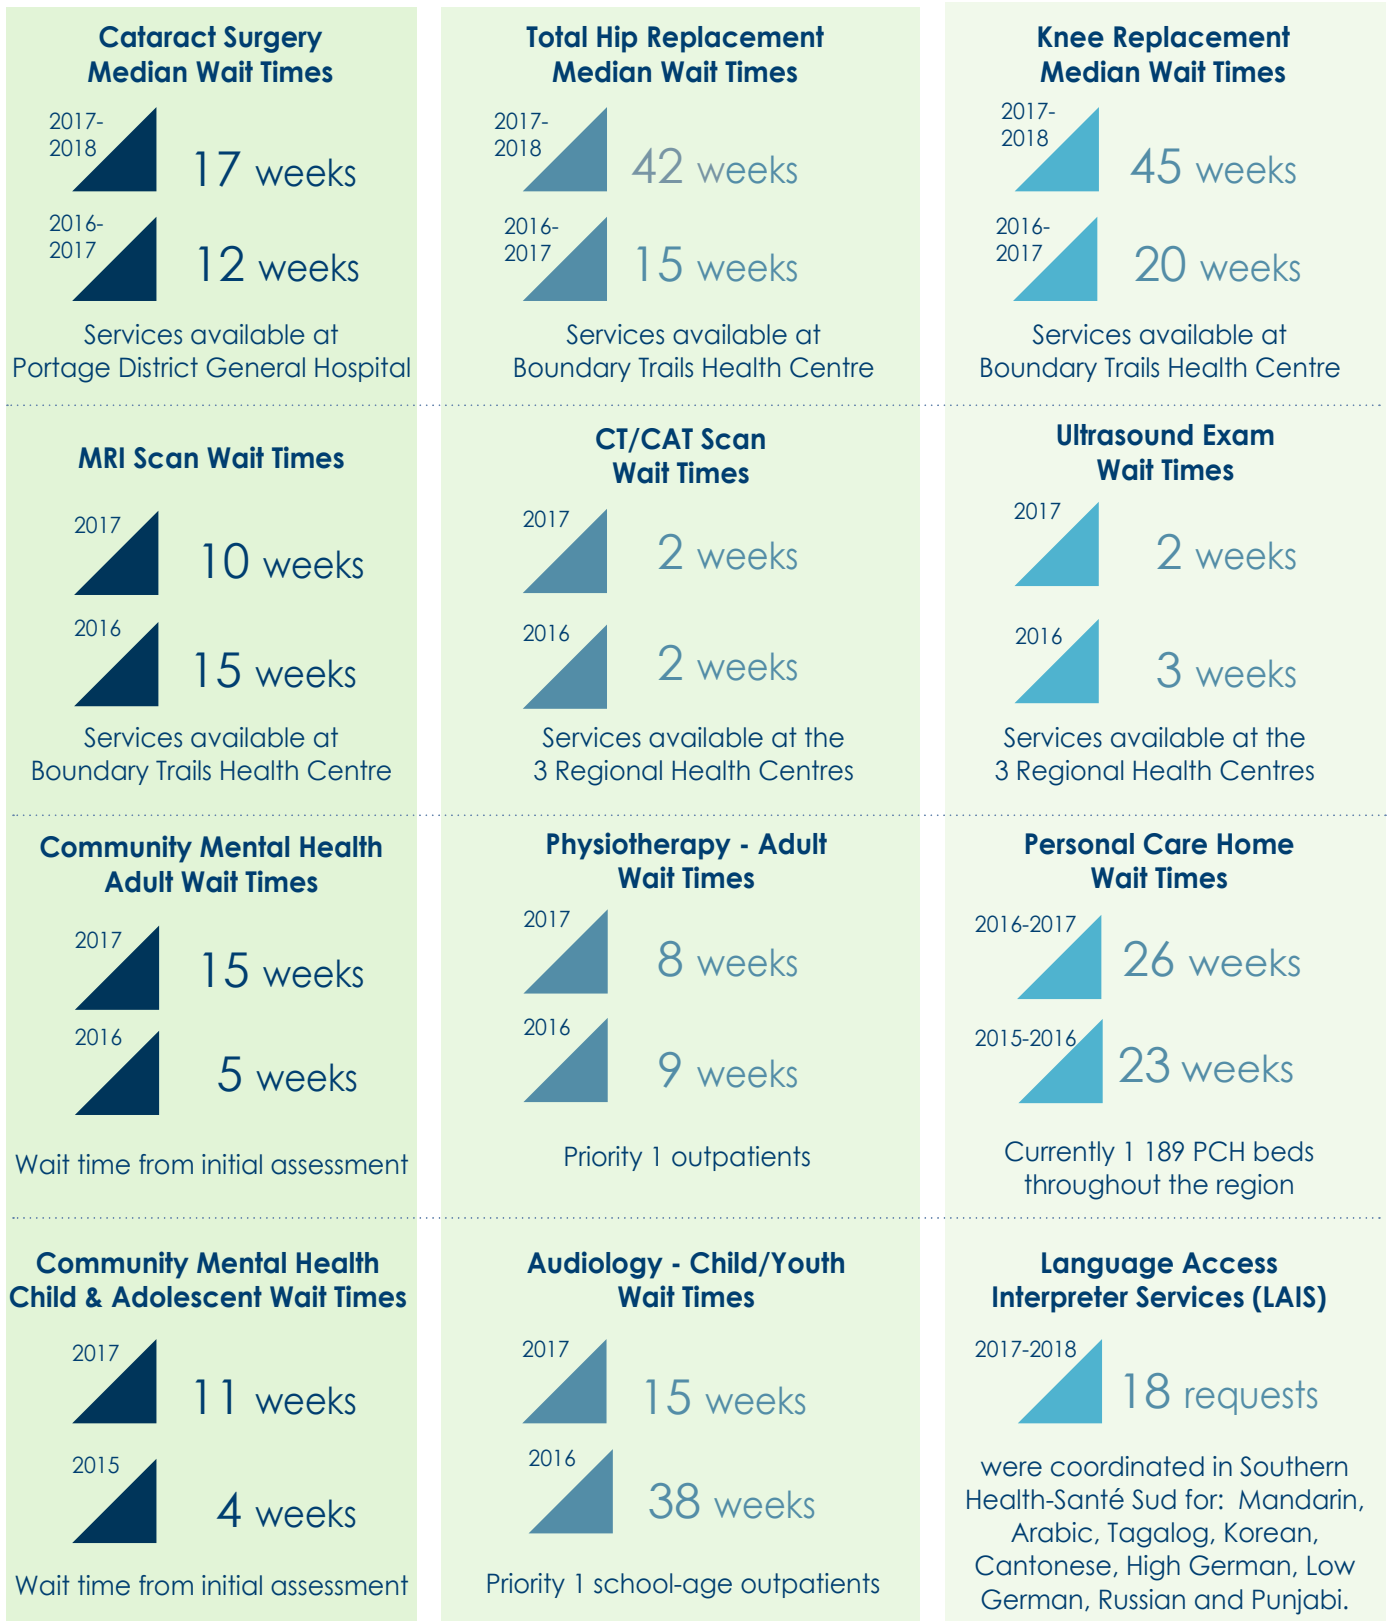 Cataract Surgery
Median Wait Times
2017-
2018
17 weeks
2016-
2017
12 weeks
Services available at
Portage District General Hospital
Total Hip Replacement
Median Wait Times
2017-
2018
42 weeks
2016-
2017
15 weeks
Services available at
Boundary Trails Health Centre
Knee Replacement
Median Wait Times
2017-
2018
45 weeks
2016-
2017
20 weeks
Services available at
Boundary Trails Health Centre
MRI Scan Wait Times
2017
10 weeks
2016
15 weeks
Services available at
Boundary Trails Health Centre
CT/CAT Scan
Wait Times
2017
2 weeks
2016
2 weeks
Services available at the
3 Regional Health Centres
Ultrasound Exam
Wait Times
2017
2 weeks
2016
3 weeks
Services available at the
3 Regional Health Centres
Community Mental Health
Adult Wait Times
2017
15 weeks
2016
5 weeks
Wait time from initial assessment
Physiotherapy - Adult
Wait Times
2017
8 weeks
2016
9 weeks
Priority 1 outpatients
Personal Care Home
Wait Times
2016-2017
26 weeks
2015-2016
23 weeks
Currently 1 189 PCH beds
throughout the region
Community Mental Health
Child & Adolescent Wait Times
2017
11 weeks
2015
4 weeks
Wait time from initial assessment
Audiology - Child/Youth
Wait Times
2017
15 weeks
2016
38 weeks
Priority 1 school-age outpatients
Language Access
Interpreter Services (LAIS)
2017-2018
18 requests
were coordinated in Southern
Health-Santé Sud for: Mandarin,
Arabic, Tagalog, Korean,
Cantonese, High German, Low
German, Russian and Punjabi.